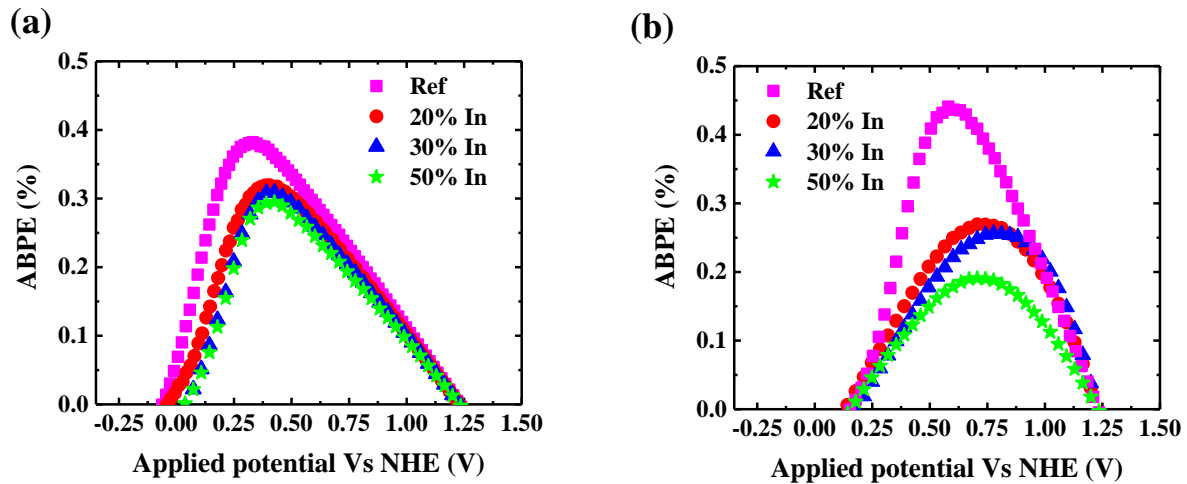 (a)
0.5
0.4
0.3
0.2
0.1
0.0
ABPE (%)
Ref
20% In
30% In
50% In
-0.25 0.00 0.25 0.50 0.75 1.00 1.25 1.50
Applied potential Vs NHE (V)
(b)
0.5
0.4
0.3
0.2
0.1
0.0
ABPE (%)
Ref
20% In
30% In
50% In
-0.25 0.00 0.25 0.50 0.75 1.00 1.25 1.50
Applied potential Vs NHE (V)